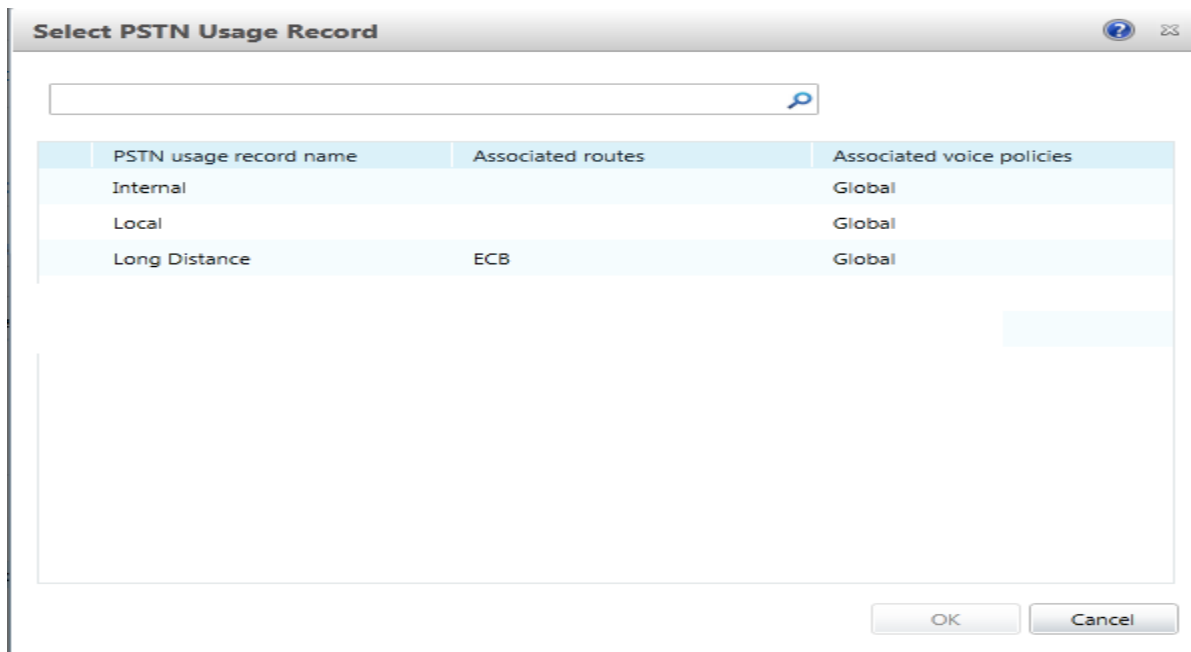 Select PSTN Usage Record
PSTN usage record name Associated routes Associated voice policies
Internal Global
Local Global
Long Distance ECB Global
OK Cancel